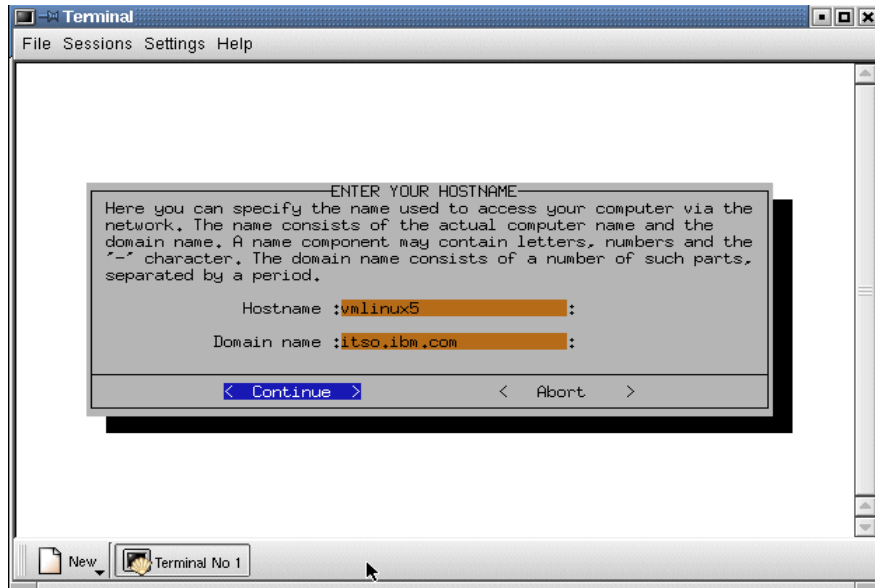 Terminal
File Sessions Settings Help
ENTER YOUR HOSTNAME
Here you can specify the name used to access your computer via the
network. The name consists of the actual computer name and the
domain name. A name component may contain letters, numbers and the
"-" character. The domain name consists of a number of such parts,
separated by a period.
Hostname :vmlinux5 :
Domain name :itso.ibm.com :
< Continue > < Abort >
New Terminal No 1